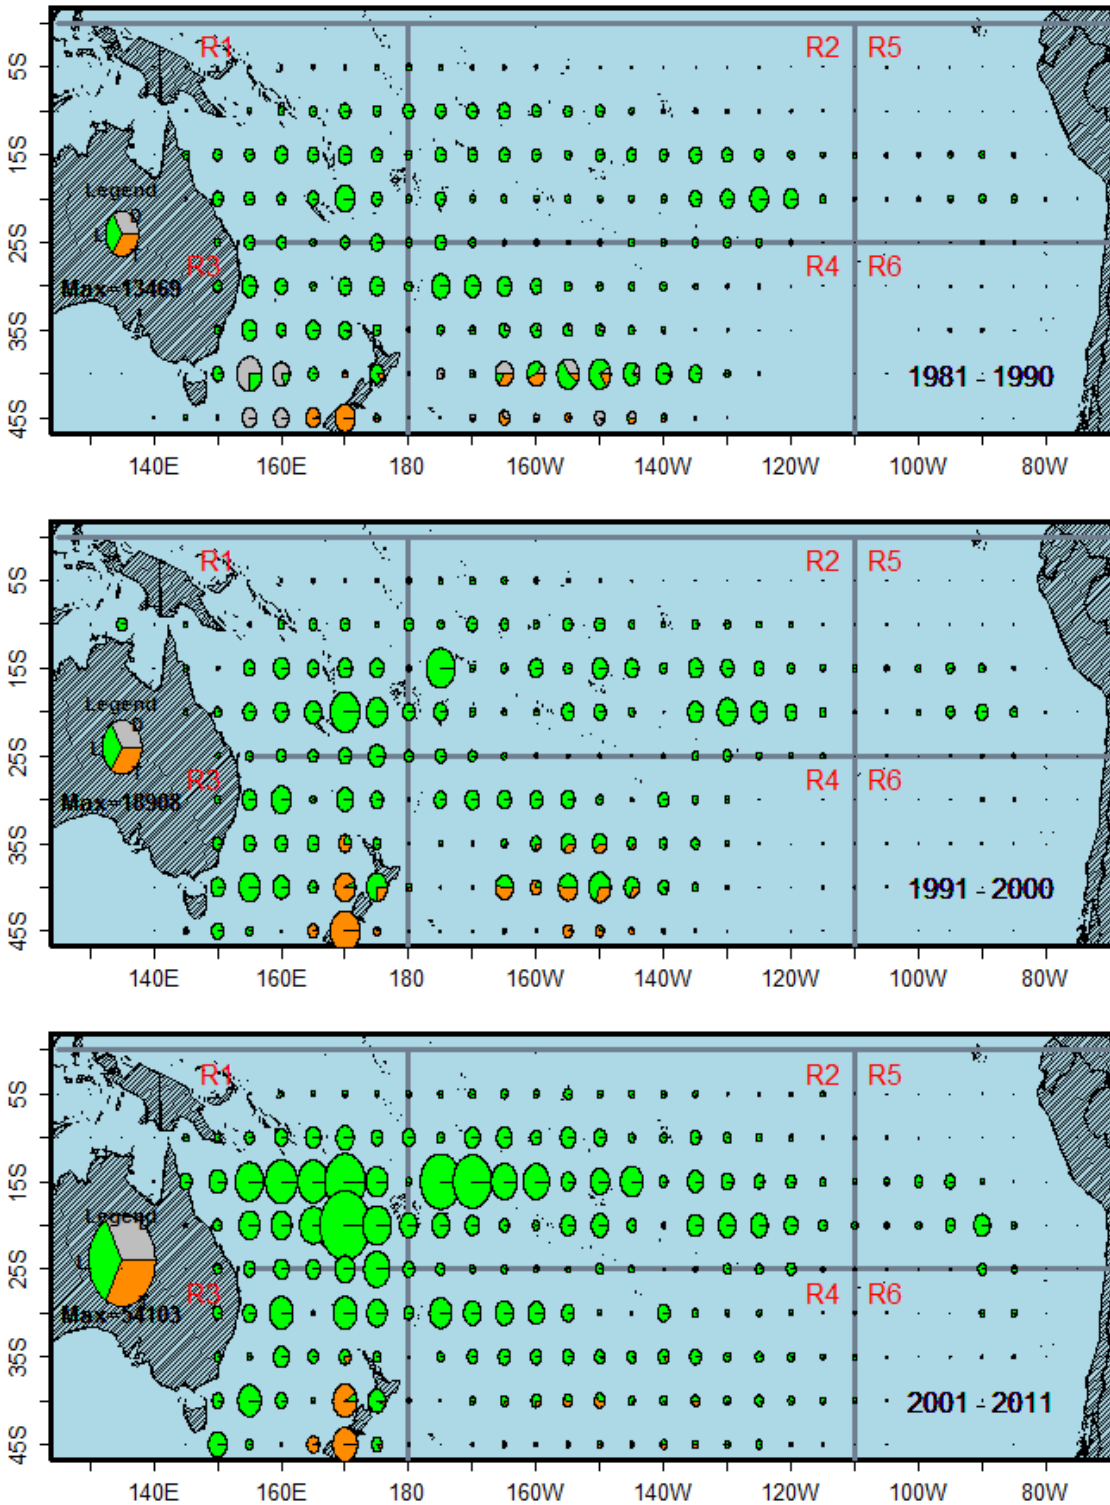 R1 R2 R5
5S
15S
Legend
D
L
T
25S
R3 R4 R6
Max=13469
35S
1981 - 1990
45S
140E 160E 180 160W 140W 120W 100W 80W
R1 R2 R5
5S
15S
Legend
D
L
T
25S
R3 R4 R6
Max=18908
35S
1991 - 2000
45S
140E 160E 180 160W 140W 120W 100W 80W
R1 R2 R5
5S
15S
Legend
L
25S
R3 R4 R6
Max=54103
35S
2001 - 2011
45S
140E 160E 180 160W 140W 120W 100W 80W